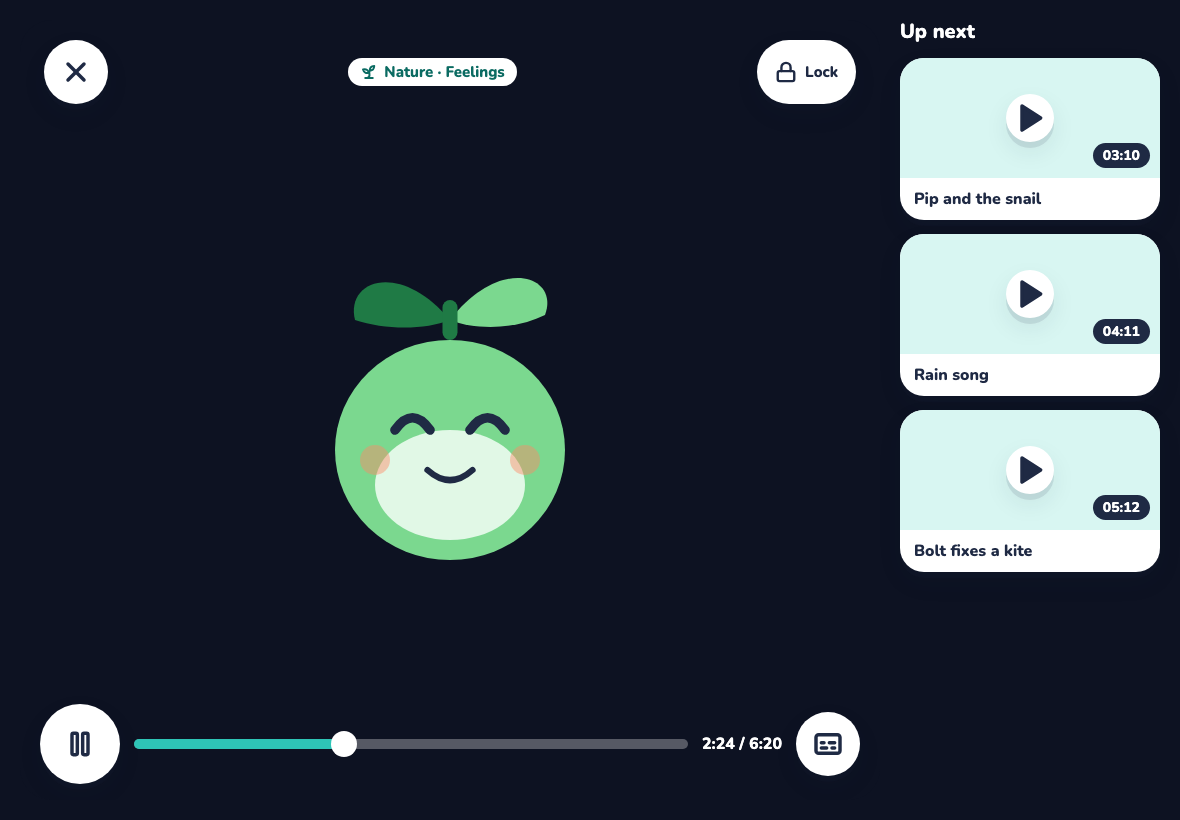 Nature · Feelings
Lock
2:24 / 6:20
Up next
03:10
Pip and the snail
04:11
Rain song
05:12
Bolt fixes a kite